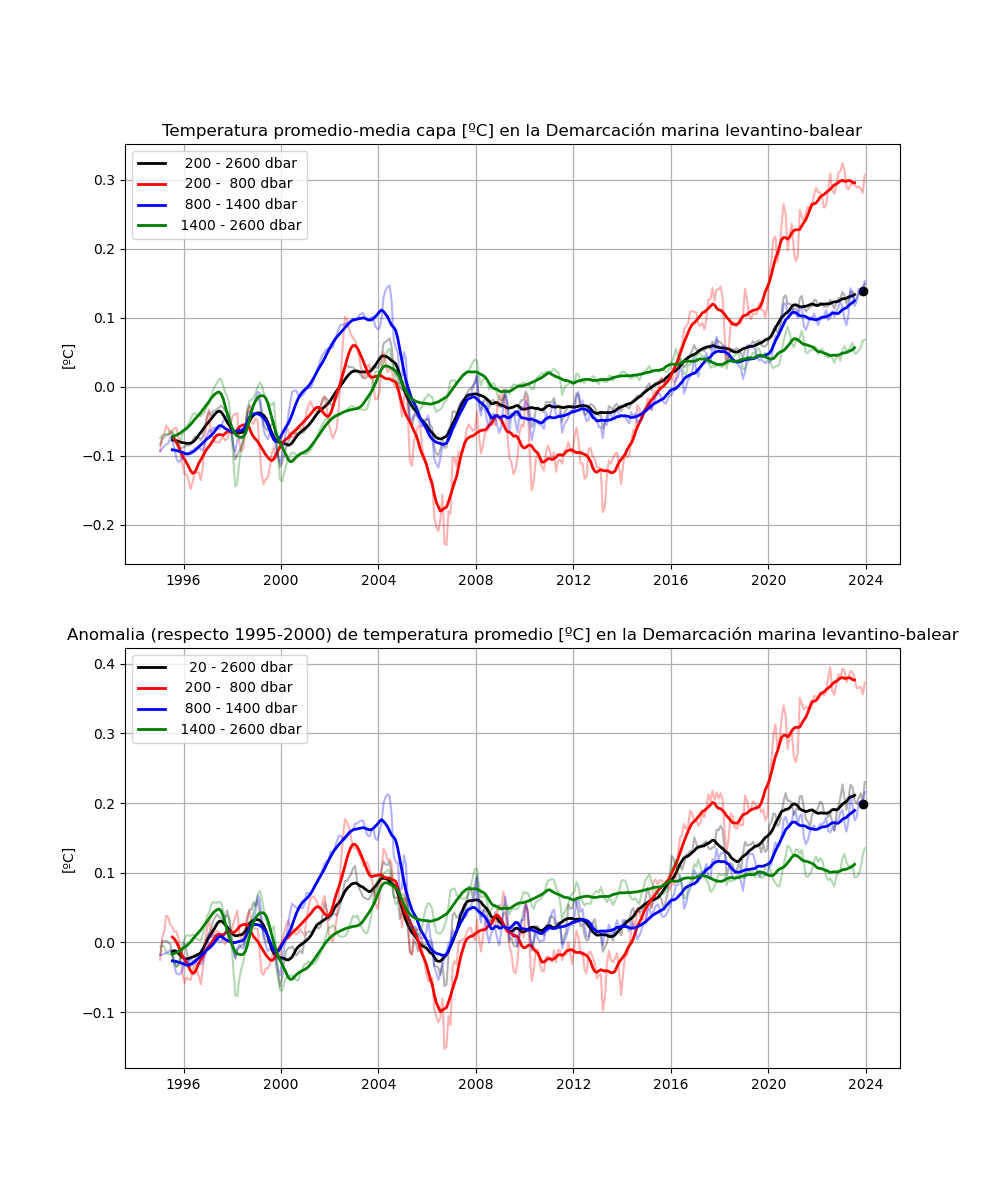 Temperatura promedio-media capa [ºC] en la Demarcación marina levantino-balear
[ºC]
0.3
0.2
0.1
0.0
−0.1
−0.2
200 - 2600 dbar
200 - 800 dbar
800 - 1400 dbar
1400 - 2600 dbar
1996 2000 2004 2008 2012 2016 2020 2024
Anomalia (respecto 1995-2000) de temperatura promedio [ºC] en la Demarcación marina levantino-balear
[ºC]
0.4
0.3
0.2
0.1
0.0
−0.1
20 - 2600 dbar
200 - 800 dbar
800 - 1400 dbar
1400 - 2600 dbar
1996 2000 2004 2008 2012 2016 2020 2024